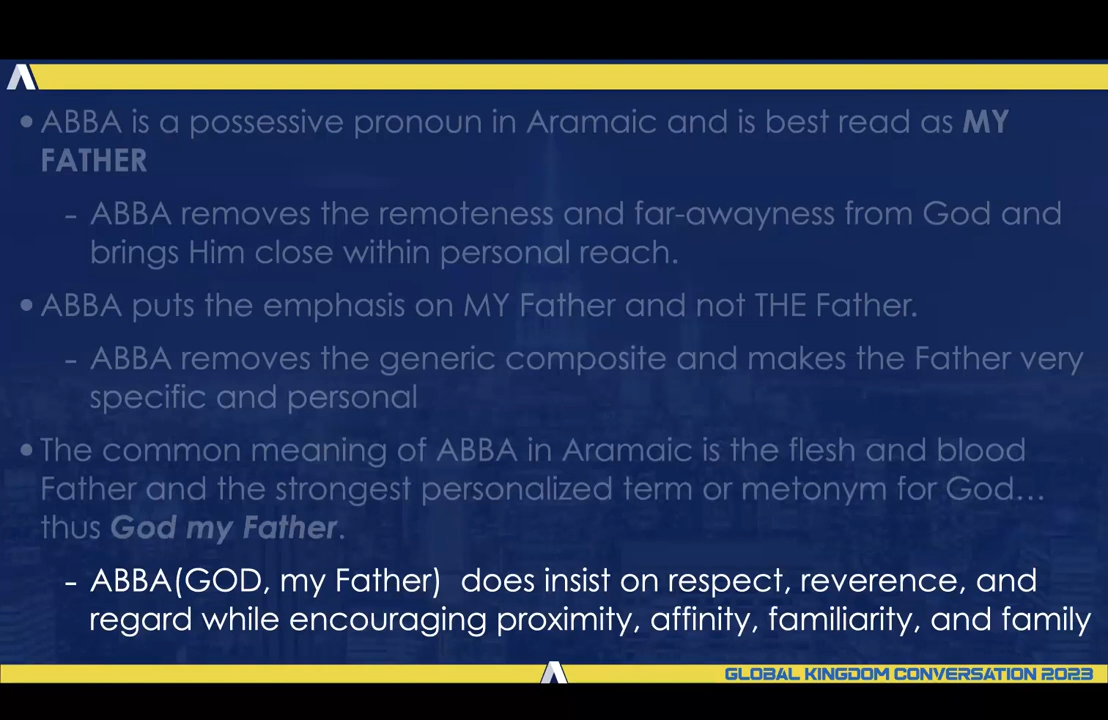 • ABBA is a possessive pronoun in Aramaic and is best read as MY
FATHER
- ABBA removes the remoteness and far-awayness from God and
brings Him close within personal reach.
• ABBA puts the emphasis on MY Father and not THE Father.
- ABBA removes the generic composite and makes the Father very
specific and personal
• The common meaning of ABBA in Aramaic is the flesh and blood
Father and the strongest personalized term or metonym for God…
thus God my Father.
- ABBA(GOD, my Father) does insist on respect, reverence, and
regard while encouraging proximity, affinity, familiarity, and family
GLOBAL KINGDOM CONVERSATION 2023